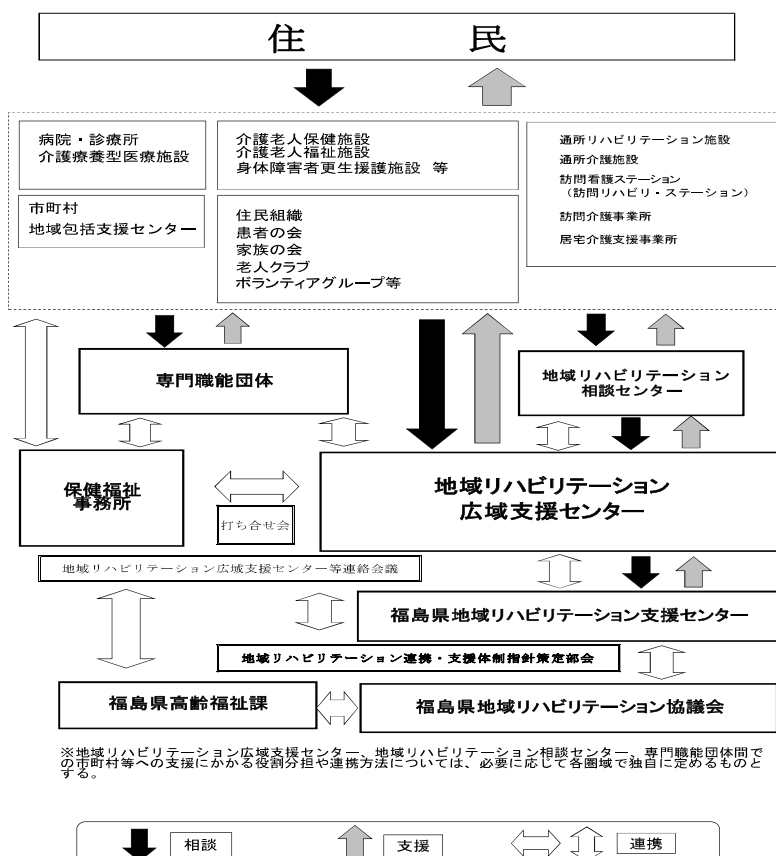 住 民
病院・診療所
介護療養型医療施設
介護老人保健施設
介護老人福祉施設
身体障害者更生援護施設 等
通所リハビリテーション施設
通所介護施設
訪問看護ステーション
（訪問リハビリ・ステーション）
訪問介護事業所
居宅介護支援事業所
市町村
地域包括支援センター
住民組織
患者の会
家族の会
老人クラブ
ボランティアグループ等
専門職能団体
地域リハビリテーション
相談センター
保健福祉
事務所
打ち合せ会
地域リハビリテーション
広域支援センター
地域リハビリテーション広域支援センター等連絡会議
福島県地域リハビリテーション支援センター
地域リハビリテーション連携・支援体制指針策定部会
福島県高齢福祉課
福島県地域リハビリテーション協議会
※地域リハビリテーション広域支援センター、地域リハビリテーション相談センター、専門職能団体間で
の市町村等への支援にかかる役割分担や連携方法については、必要に応じて各圏域で独自に定めるものと
する。
相談
支援
連携